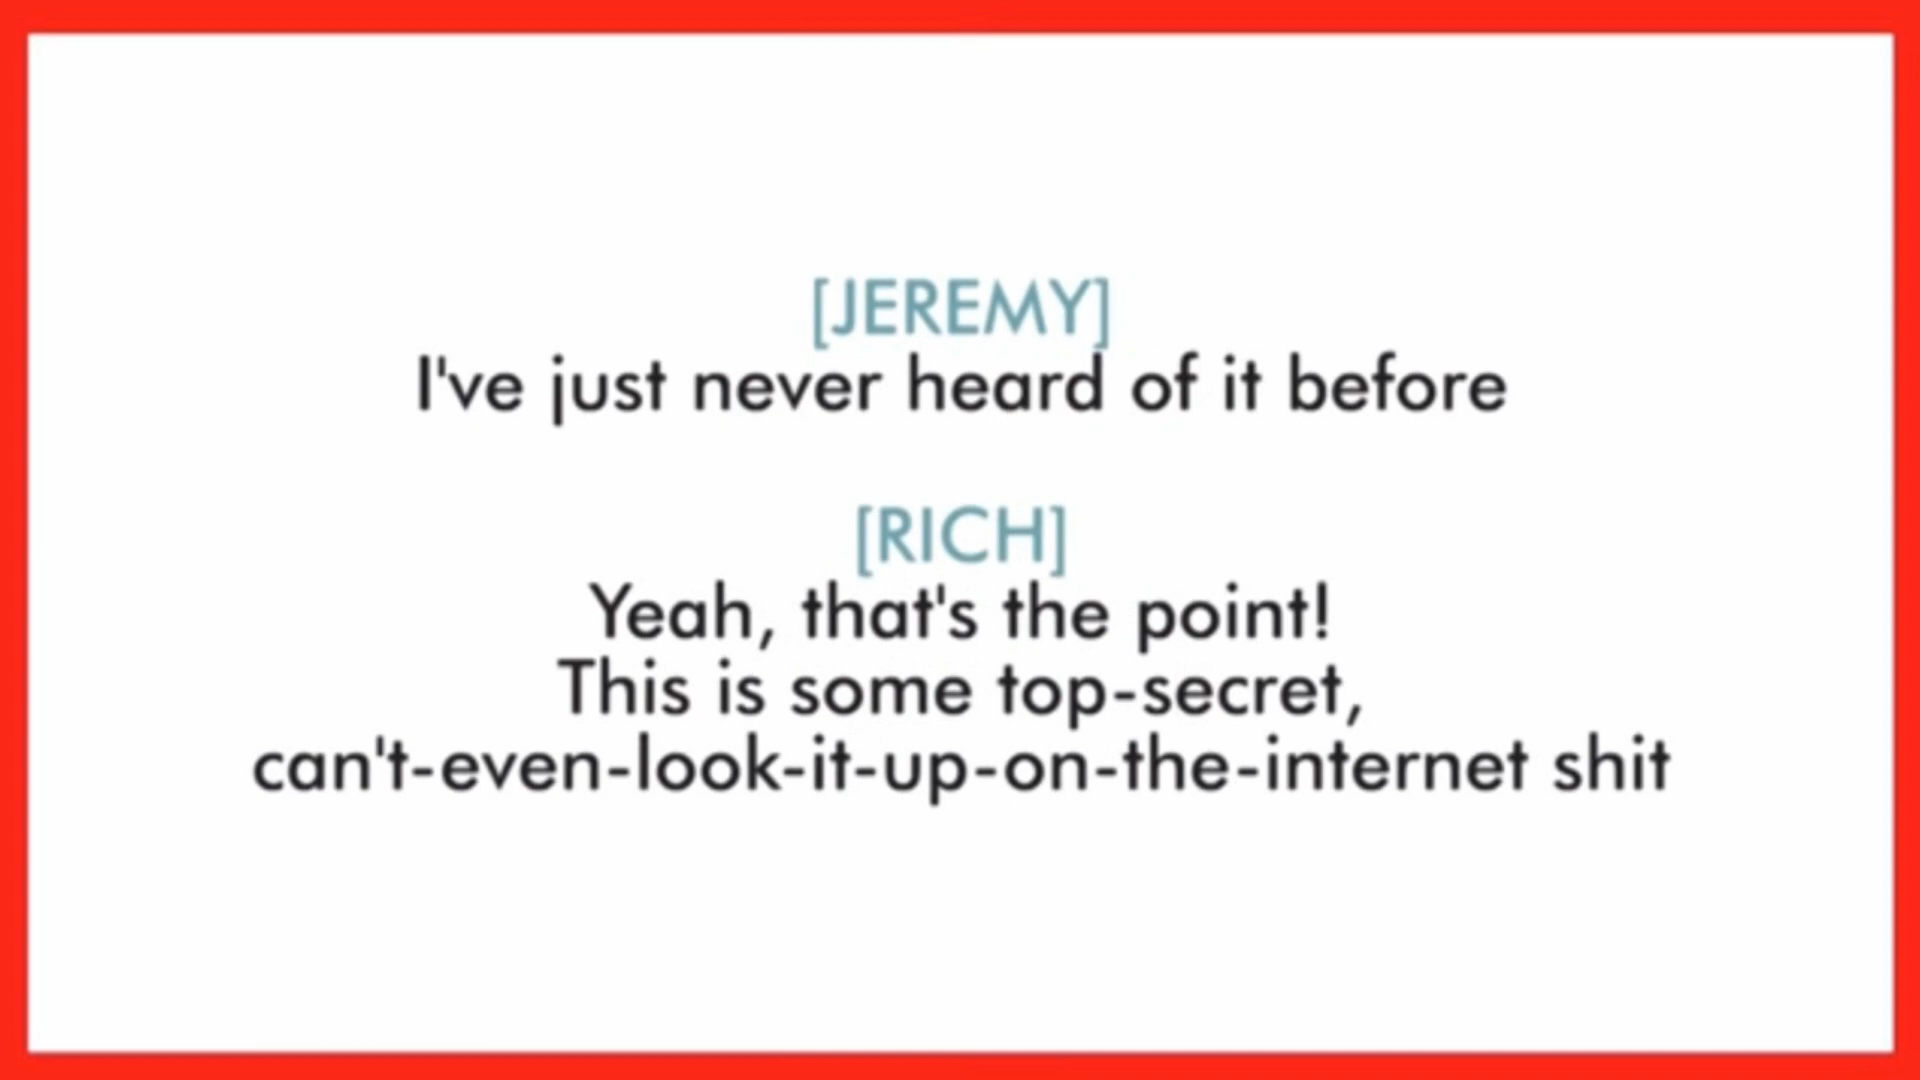 [JEREMY]
I've just never heard of it before
[RICH]
Yeah, that's the point!
This is some top-secret,
can't-even-look-it-up-on-the-internet shit